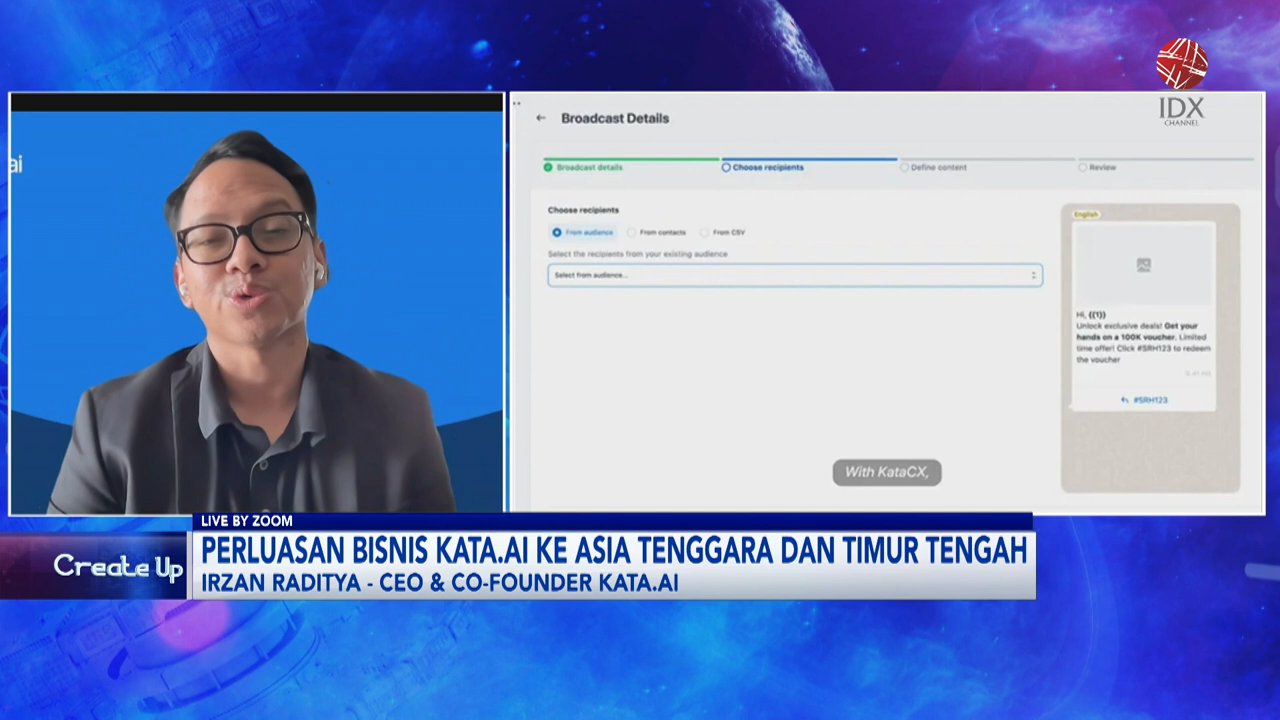 IDX
CHANNEL
ai
Broadcast Details
Broadcast details
Choose recipients
Define content
Review
Choose recipients
From audience
From contacts
From CSV
Select the recipients from your existing audience
Select from audience...
English
Hi, {{1}}
Unlock exclusive deals! Get your
hands on a 100K voucher. Limited
time offer! Click #SRH123 to redeem
the voucher
#SRH123
With KataCX,
LIVE BY ZOOM
Create Up
PERLUASAN BISNIS KATA.AI KE ASIA TENGGARA DAN TIMUR TENGAH
IRZAN RADITYA - CEO & CO-FOUNDER KATA.AI